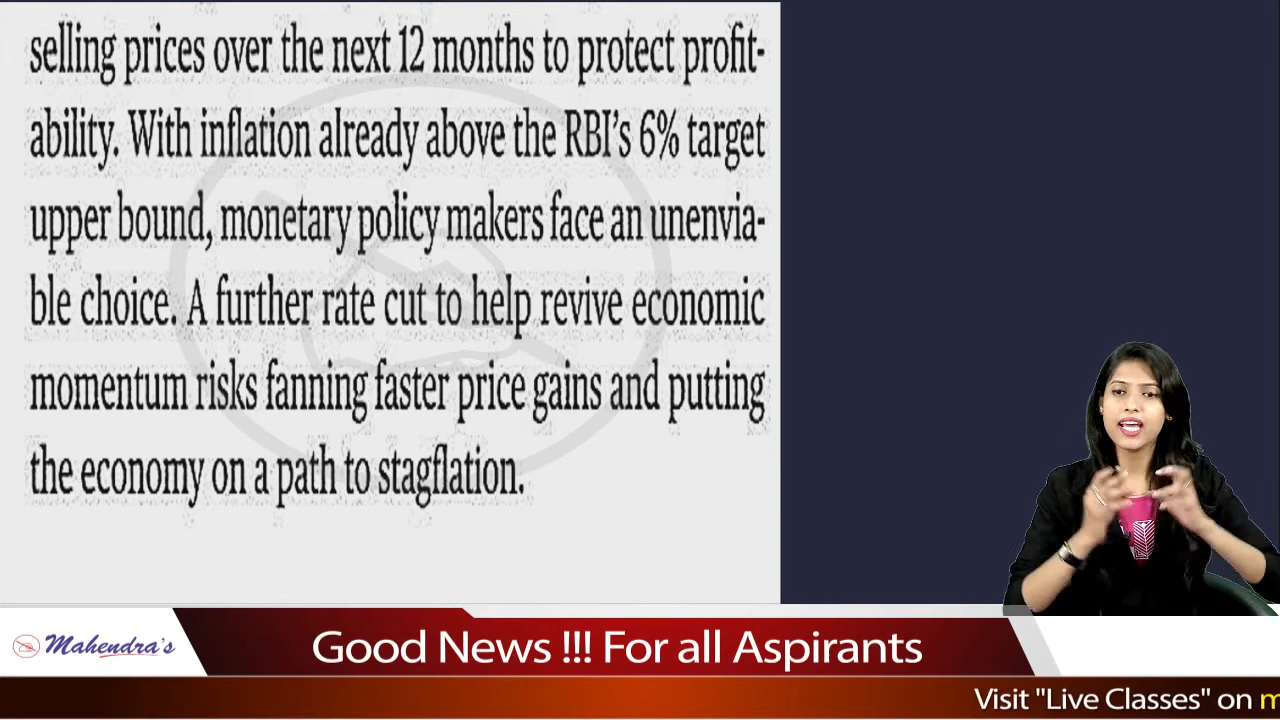 selling prices over the next 12 months to protect profit-
ability. With inflation already above the RBI's 6% target
upper bound, monetary policy makers face an unenvia-
ble choice. A further rate cut to help revive economic
momentum risks fanning faster price gains and putting
the economy on a path to stagflation.
Mahendra's
Good News !!! For all Aspirants
Visit "Live Classes" on